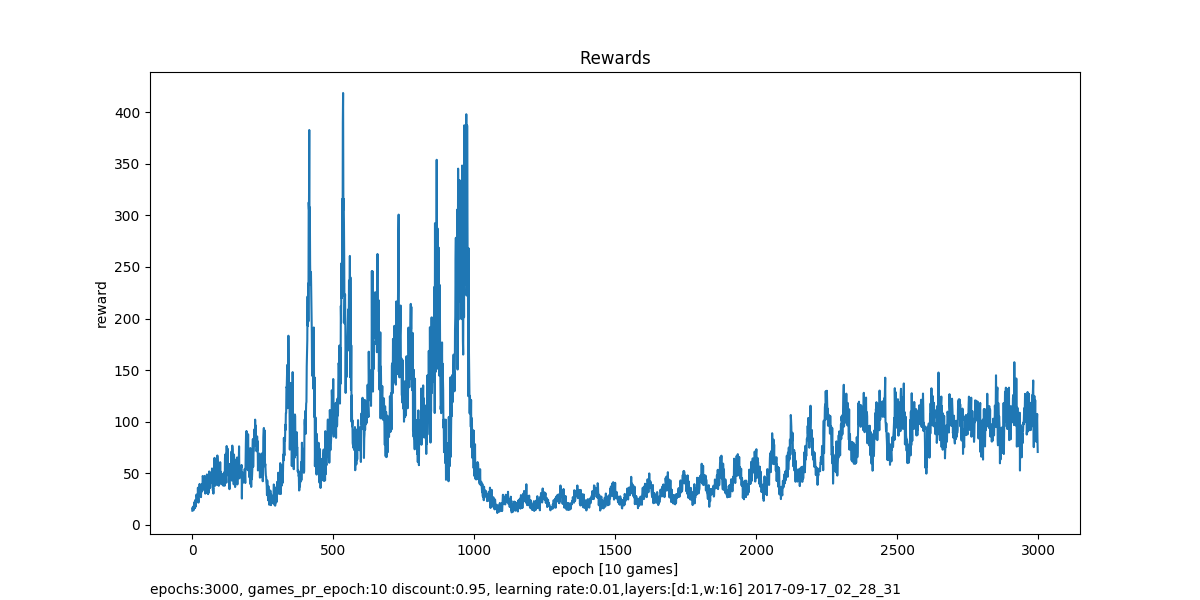 Rewards
400
350
300
250
200
150
100
50
0
reward
0 500 1000 1500 2000 2500 3000
epoch [10 games]
epochs:3000, games_pr_epoch:10 discount:0.95, learning rate:0.01,layers:[d:1,w:16] 2017-09-17_02_28_31